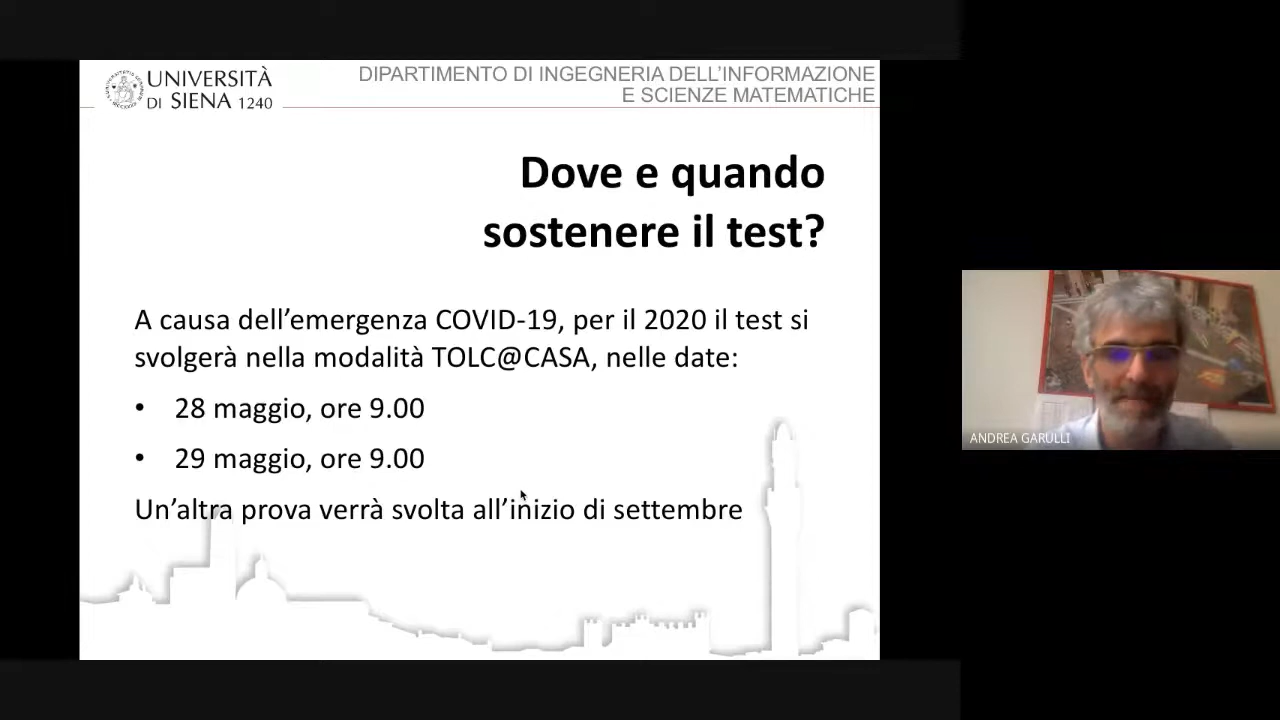 UNIVERSITÀ
DI SIENA 1240
DIPARTIMENTO DI INGEGNERIA DELL'INFORMAZIONE
E SCIENZE MATEMATICHE
Dove e quando
sostenere il test?
A causa dell'emergenza COVID-19, per il 2020 il test si
svolgerà nella modalità TOLC@CASA, nelle date:
• 28 maggio, ore 9.00
• 29 maggio, ore 9.00
Un'altra prova verrà svolta all'inizio di settembre
ANDREA GARULLI